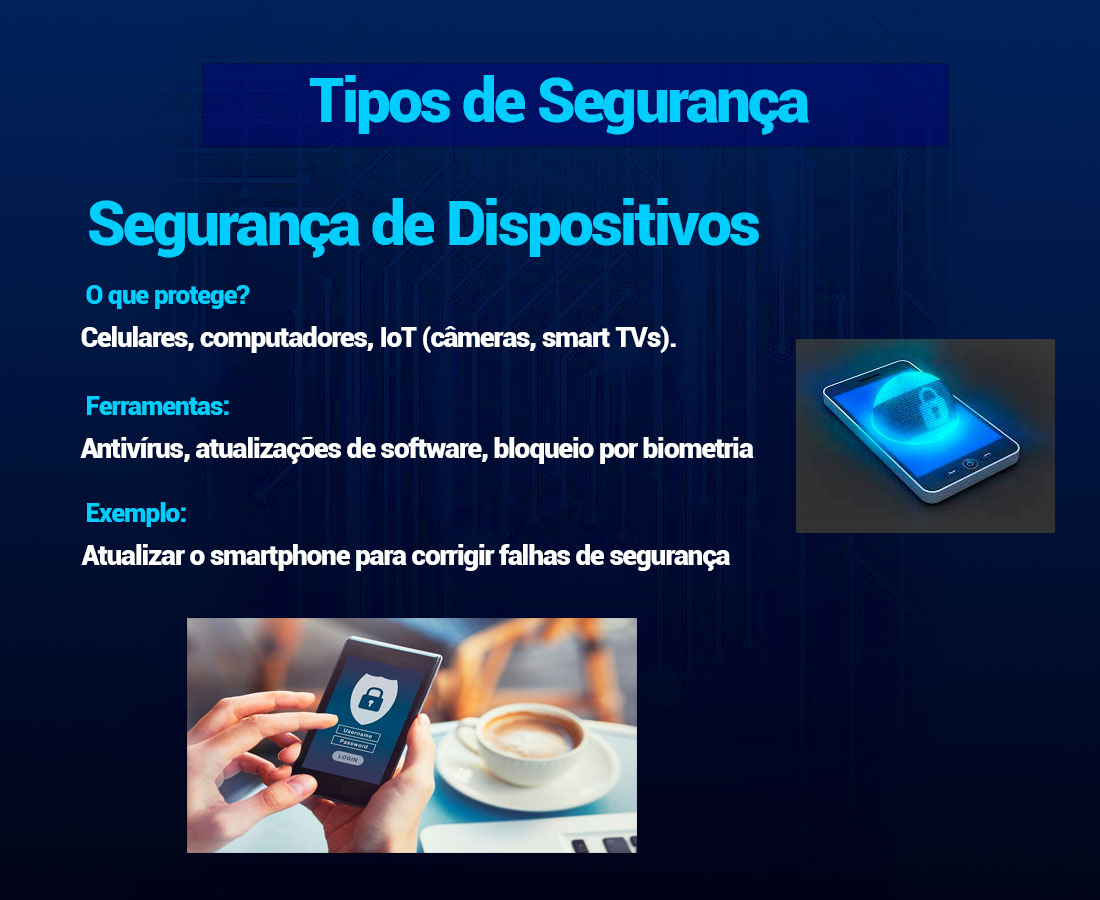 Tipos de Segurança
Segurança de Dispositivos
O que protege?
Celulares, computadores, IoT (câmeras, smart TVs).
Ferramentas:
Antivírus, atualizações de software, bloqueio por biometria
Exemplo:
Atualizar o smartphone para corrigir falhas de segurança
Username
Password
LOGIN